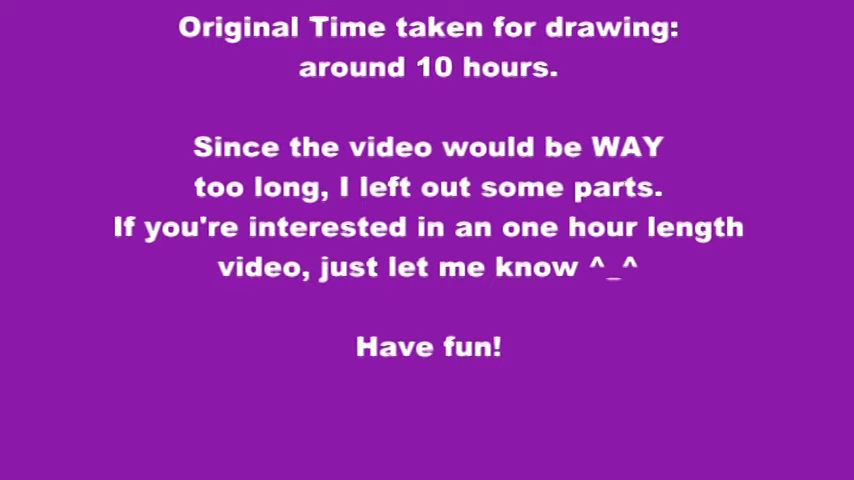 Original Time taken for drawing:
around 10 hours.
Since the video would be WAY
too long, I left out some parts.
If you're interested in an one hour length
video, just let me know ^_^
Have fun!